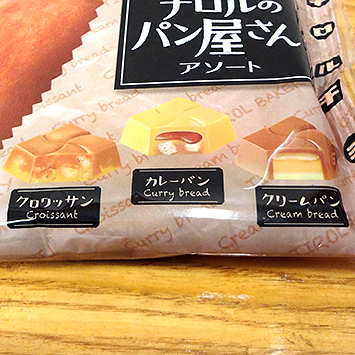 チロルの
パン屋さん
アソート
クロワッサン
Croissant
カレーパン
Curry bread
クリームパン
Cream bread